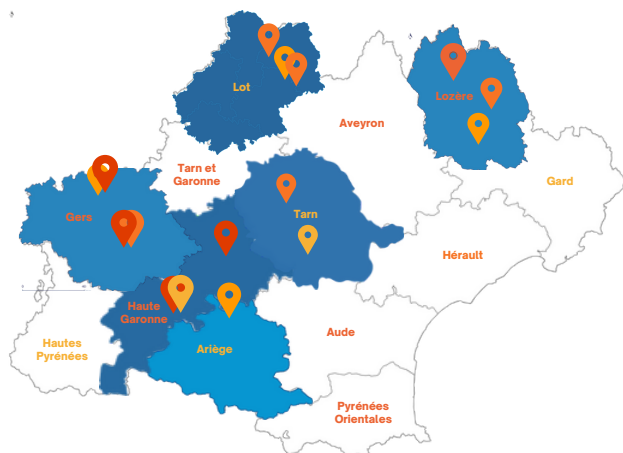 Lot
Lozère
Aveyron
Tarn et
Garonne
Gard
Gers
Tarn
Hérault
Haute
Garonne
Hautes
Pyrénées
Ariège
Aude
Pyrénées
Orientales